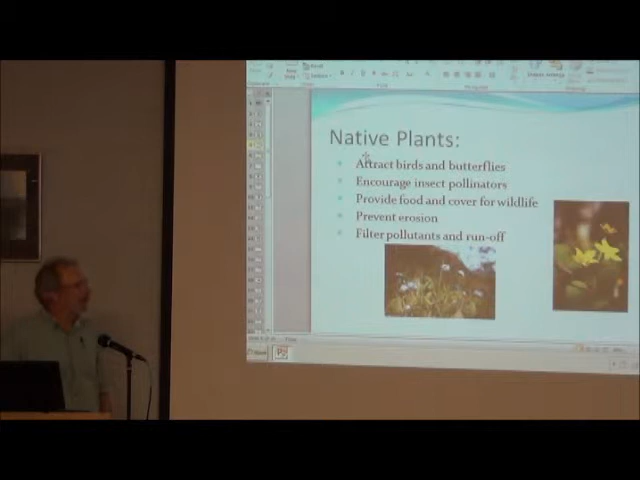 Native Plants:
Attract birds and butterflies
Encourage insect pollinators
Provide food and cover for wildlife
Prevent erosion
Filter pollutants and run-off